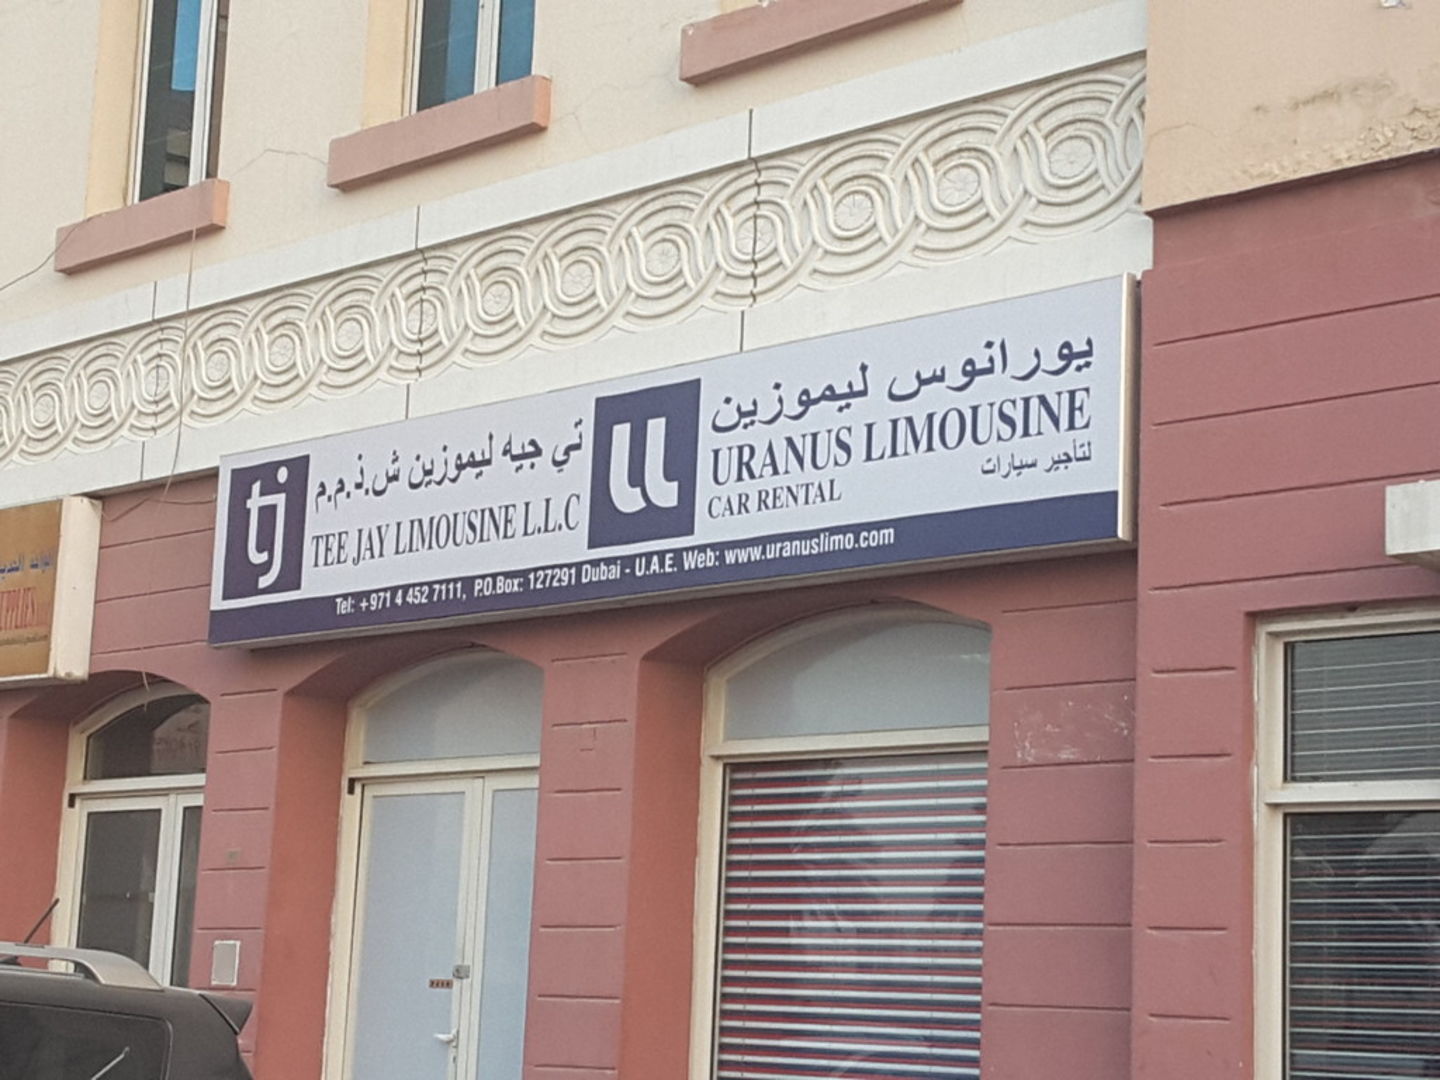 tj
تي جيه ليموزين ش.ذ.م.م
TEE JAY LIMOUSINE L.L.C
يورانوس ليموزين
URANUS LIMOUSINE
لتأجير سيارات
CAR RENTAL
Tel: +971 4 452 7111, P.O.Box: 127291 Dubai - U.A.E. Web: www.uranuslimo.com